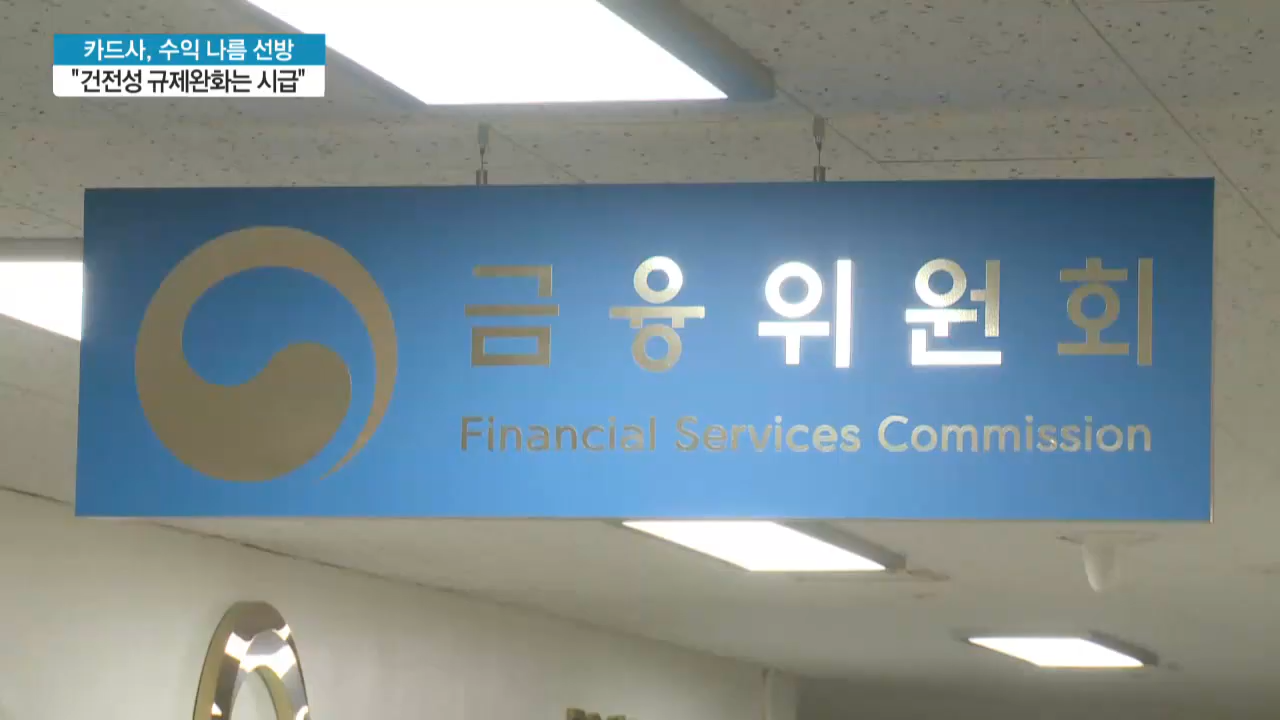 카드사, 수익 나름 선방
"건전성 규제완화는 시급"
금융위원회
Financial Services Commission